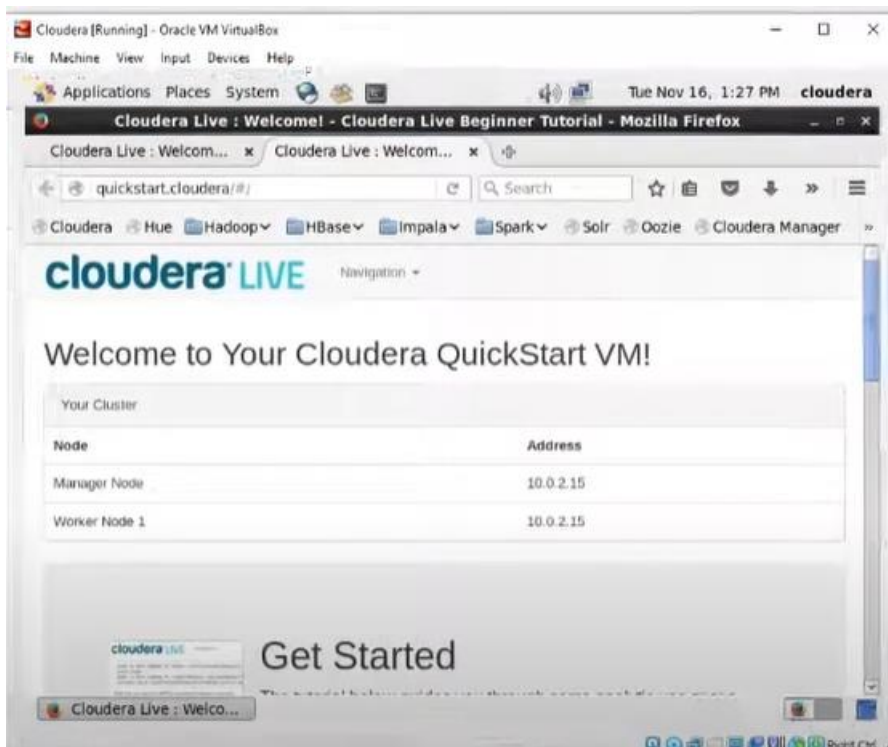 Cloudera [Running] - Oracle VM VirtualBox
File Machine View Input Devices Help
Applications Places System Tue Nov 16, 1:27 PM cloudera
Cloudera Live : Welcome! - Cloudera Live Beginner Tutorial - Mozilla Firefox
Cloudera Live : Welcom... Cloudera Live : Welcom...
quickstart.cloudera/#/ Search
Cloudera Hue Hadoop HBase Impala Spark Solr Oozie Cloudera Manager
cloudera LIVE Navigation
Welcome to Your Cloudera QuickStart VM!
Your Cluster
Node Address
Manager Node 10.0.2.15
Worker Node 1 10.0.2.15
cloudera LIVE
Get Started
Cloudera Live : Welco...